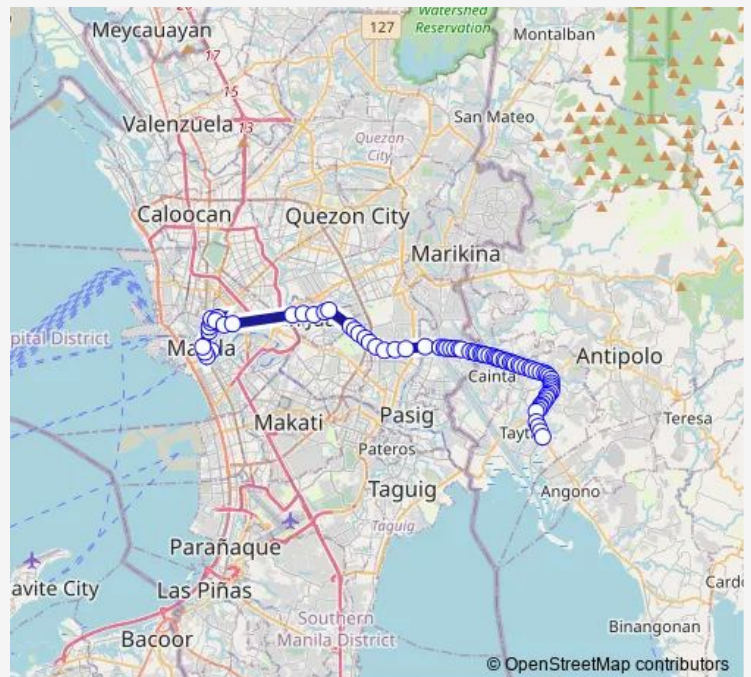 Watershed
Reservation
Meycauayan
127
Montalban
17
15
Valenzuela
13
San Mateo
Quezon
City
Caloocan
Quezon City
Marikina
pital District
Antipolo
Cainta
Makati
Pasig
Teresa
Pateros
Taguig
Angono
Taguig
Parañaque
avite City
Las Piñas
Cardo
Southern
Manila District
Binangonan
Bacoor
© OpenStreetMap contributors